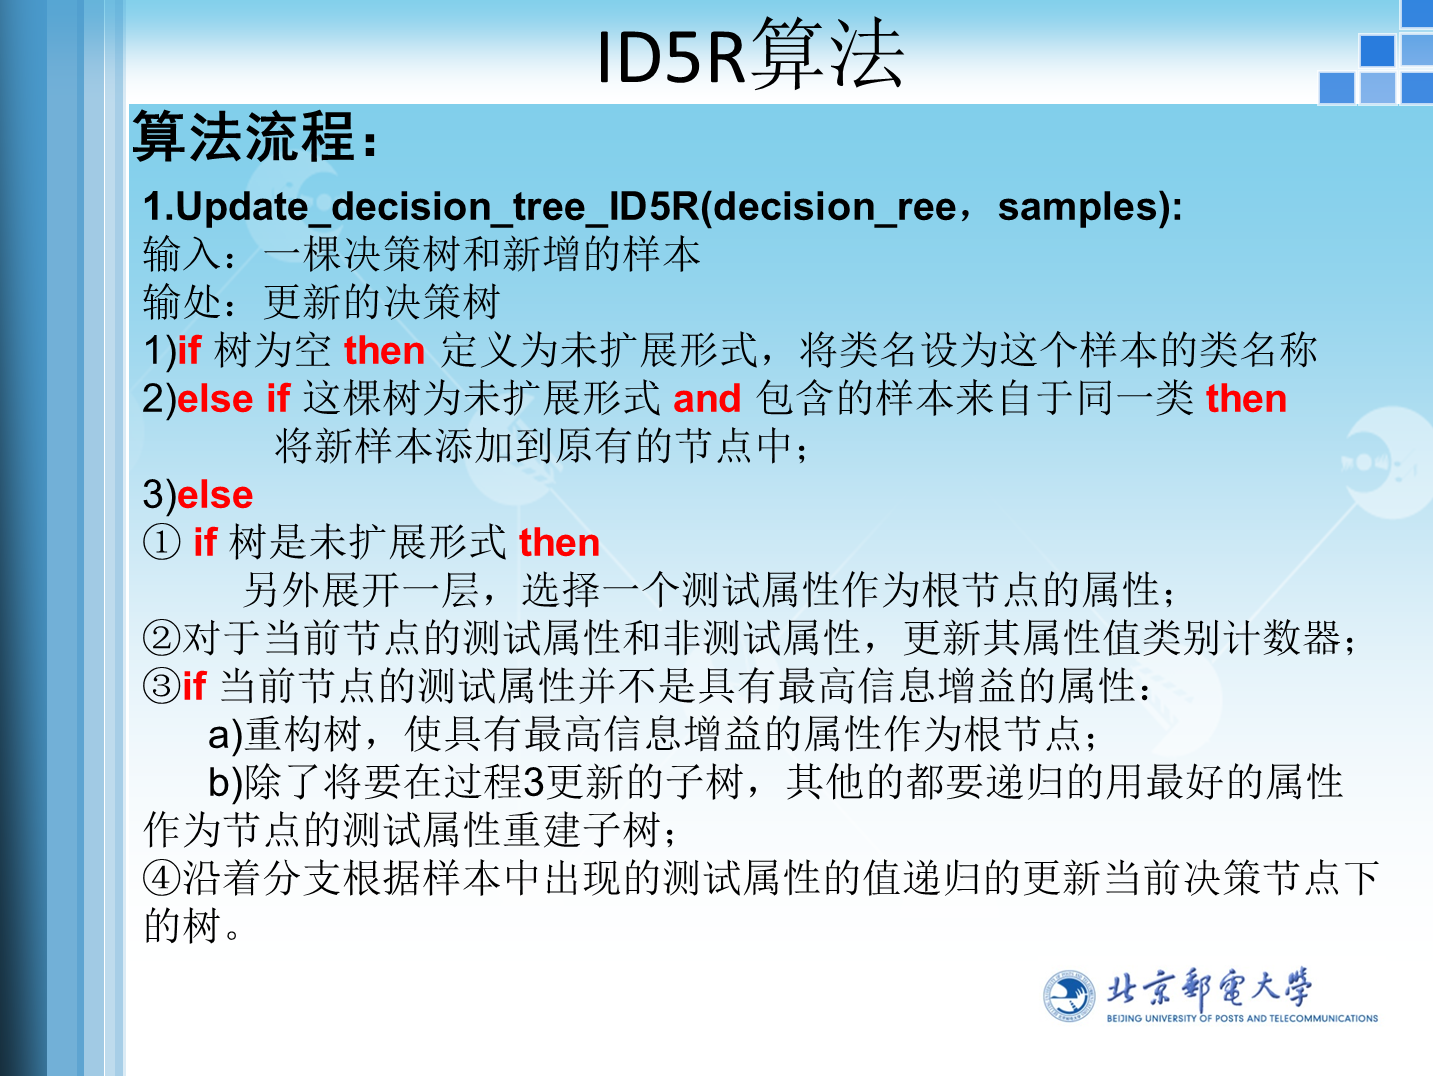 ID5R算法
算法流程：
1.Update_decision_tree_ID5R(decision_ree，samples):
输入：一棵决策树和新增的样本
输处：更新的决策树
1)if 树为空 then 定义为未扩展形式，将类名设为这个样本的类名称
2)else if 这棵树为未扩展形式 and 包含的样本来自于同一类 then
将新样本添加到原有的节点中；
3)else
① if 树是未扩展形式 then
另外展开一层，选择一个测试属性作为根节点的属性；
②对于当前节点的测试属性和非测试属性，更新其属性值类别计数器；
③if 当前节点的测试属性并不是具有最高信息增益的属性：
a)重构树，使具有最高信息增益的属性作为根节点；
b)除了将要在过程3更新的子树，其他的都要递归的用最好的属性
作为节点的测试属性重建子树；
④沿着分支根据样本中出现的测试属性的值递归的更新当前决策节点下
的树。
北京郵電大學
BEIJING UNIVERSITY OF POSTS AND TELECOMMUNICATIONS